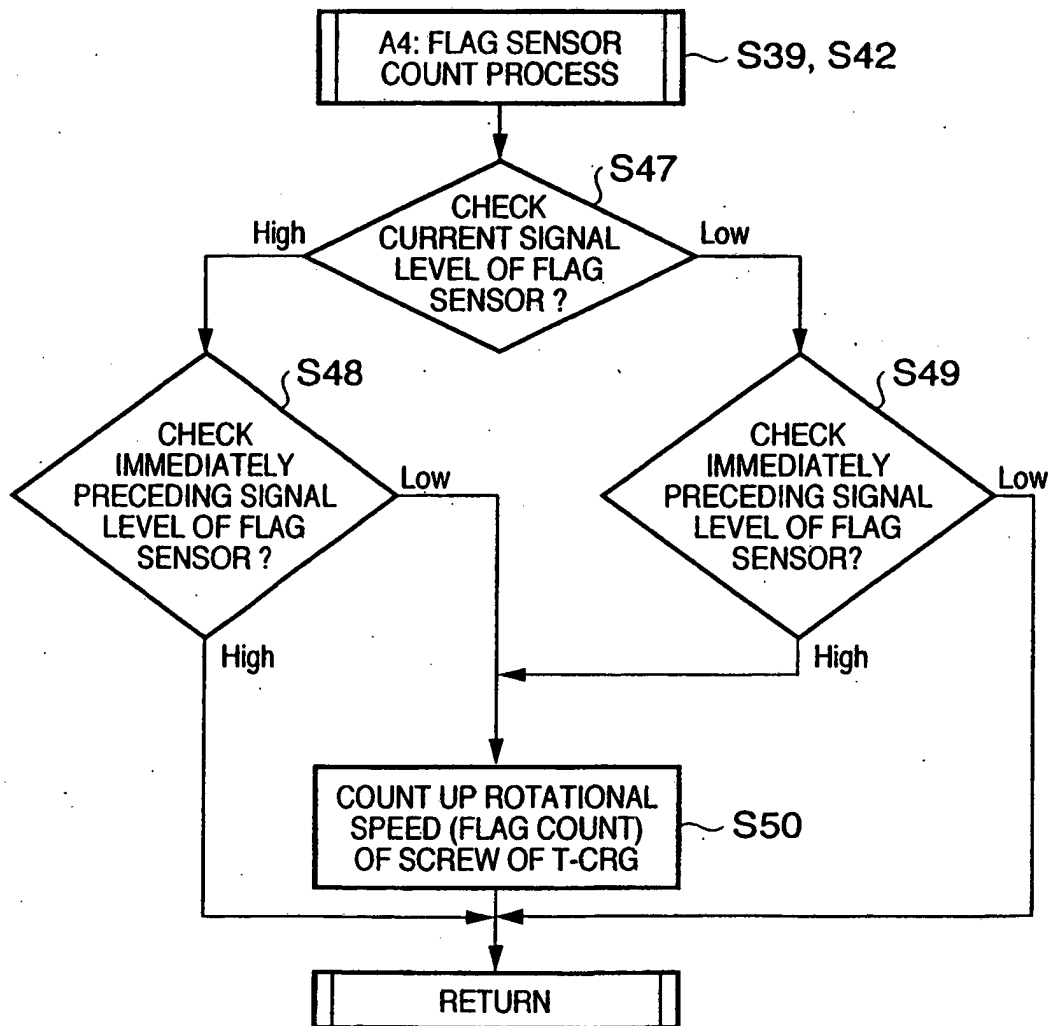 A4: FLAG SENSOR
COUNT PROCESS
S39, S42
S47
CHECK
CURRENT SIGNAL
LEVEL OF FLAG
SENSOR ?
High
Low
S48
CHECK
IMMEDIATELY
PRECEDING SIGNAL
LEVEL OF FLAG
SENSOR ?
Low
High
S49
CHECK
IMMEDIATELY
PRECEDING SIGNAL
LEVEL OF FLAG
SENSOR?
Low
High
COUNT UP ROTATIONAL
SPEED (FLAG COUNT)
OF SCREW OF T-CRG
S50
RETURN